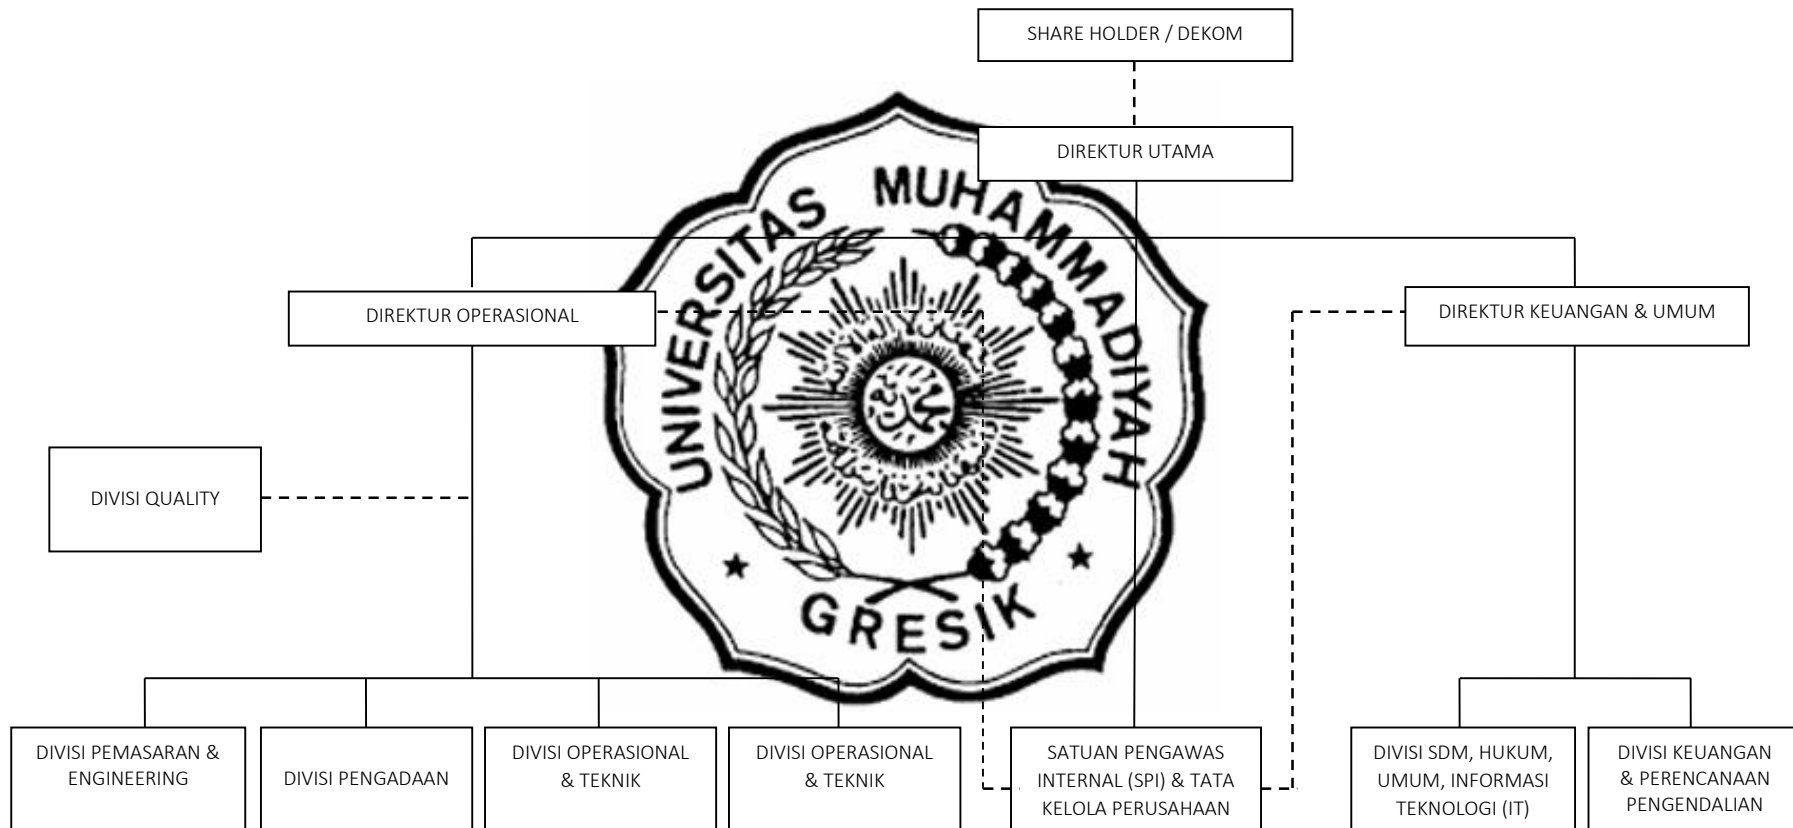 SHARE HOLDER / DEKOM
DIREKTUR UTAMA
UNIVERSITAS MUHAMMADIYAH
GRESIK
DIREKTUR OPERASIONAL
DIREKTUR KEUANGAN & UMUM
DIVISI QUALITY
DIVISI PEMASARAN &
ENGINEERING
DIVISI PENGADAAN
DIVISI OPERASIONAL
& TEKNIK
DIVISI OPERASIONAL
& TEKNIK
SATUAN PENGAWAS
INTERNAL (SPI) & TATA
KELOLA PERUSAHAAN
DIVISI SDM, HUKUM,
UMUM, INFORMASI
TEKNOLOGI (IT)
DIVISI KEUANGAN
& PERENCANAAN
PENGENDALIAN